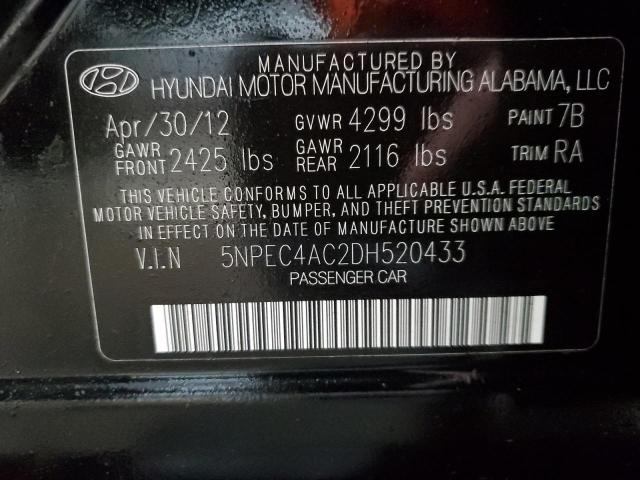 MANUFACTURED BY
HYUNDAI MOTOR MANUFACTURING ALABAMA, LLC
Apr/30/12 GVWR 4299 lbs PAINT 7B
GAWR FRONT 2425 lbs GAWR REAR 2116 lbs TRIM RA
THIS VEHICLE CONFORMS TO ALL APPLICABLE U.S.A. FEDERAL
MOTOR VEHICLE SAFETY, BUMPER, AND THEFT PREVENTION STANDARDS
IN EFFECT ON THE DATE OF MANUFACTURE SHOWN ABOVE.
V.I.N 5NPEC4AC2DH520433
PASSENGER CAR